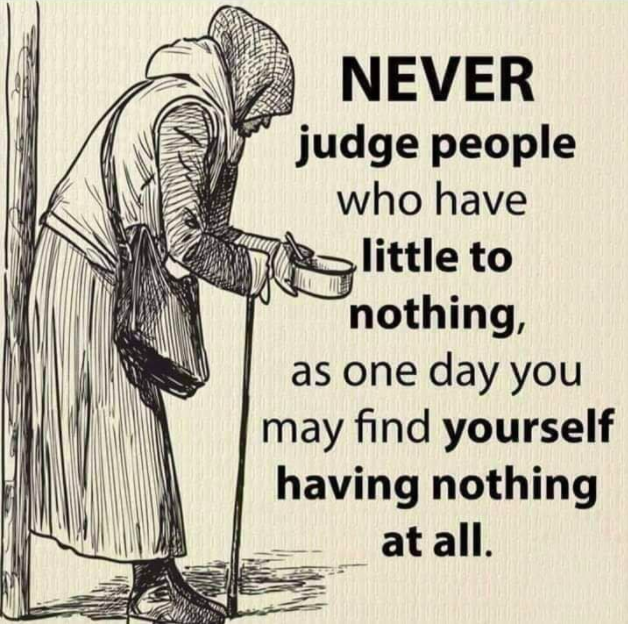 NEVER
judge people
who have
little to
nothing,
as one day you
may find yourself
having nothing
at all.